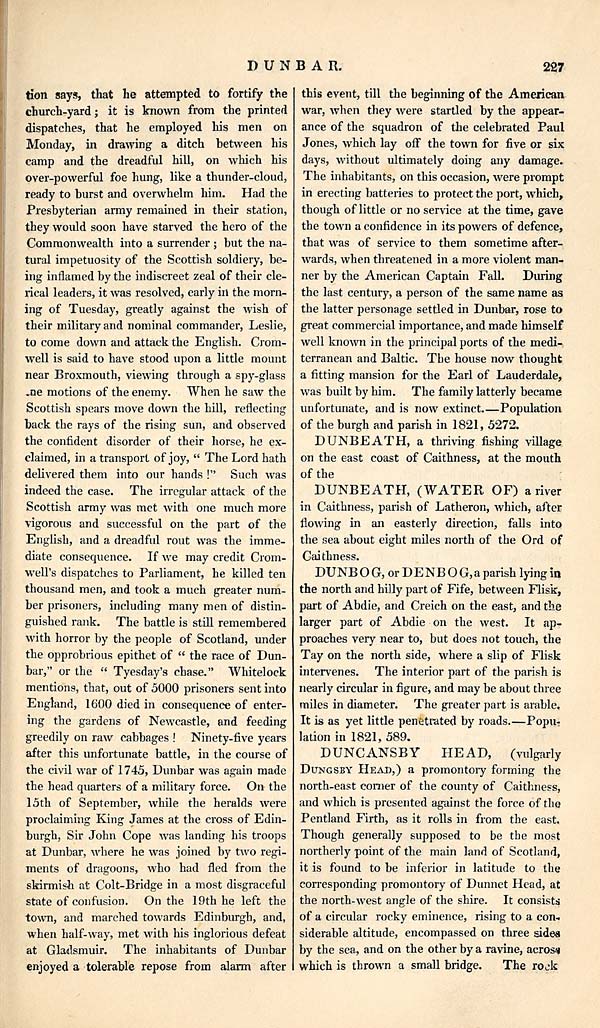 DUNBAR.
227
tion says, that he attempted to fortify the
church-yard; it is known from the printed
dispatches, that he employed his men on
Monday, in drawing a ditch between his
camp and the dreadful hill, on which his
over-powerful foe hung, like a thunder-cloud,
ready to burst and overwhelm him. Had the
Presbyterian army remained in their station,
they would soon have starved the hero of the
Commonwealth into a surrender; but the na-
tural impetuosity of the Scottish soldiery, be-
ing inflamed by the indiscreet zeal of their cle-
rical leaders, it was resolved, early in the morn-
ing of Tuesday, greatly against the wish of
their military and nominal commander, Leslie,
to come down and attack the English. Crom-
well is said to have stood upon a little mount
near Broxmouth, viewing through a spy-glass
.ne motions of the enemy. When he saw the
Scottish spears move down the hill, reflecting
back the rays of the rising sun, and observed
the confident disorder of their horse, he ex-
claimed, in a transport of joy, “ The Lord hath
delivered them into our hands!” Such was
indeed the case. The irregular attack of the
Scottish army was met with one much more
vigorous and successful on the part of the
English, and a dreadful rout was the imme-
diate consequence. If we may credit Crom-
well's dispatches to Parliament, he killed ten
thousand men, and took a much greater num-
ber prisoners, including many men of distin-
guished rank. The battle is still remembered
with horror by the people of Scotland, under
the opprobrious epithet of “ the race of Dun-
bar,” or the “ Tyesday's chase.” Whitelock
mentions, that, out of 5000 prisoners sent into
England, 1600 died in consequence of enter-
ing the gardens of Newcastle, and feeding
greedily on raw cabbages! Ninety-five years
after this unfortunate battle, in the course of
the civil war of 1745, Dunbar was again made
the head quarters of a military force. On the
15th of September, while the heralds were
proclaiming King James at the cross of Edin-
burgh, Sir John Cope was landing his troops
at Dunbar, where he was joined by two regi-
ments of dragoons, who had fled from the
skirmish at Colt-Bridge in a most disgraceful
state of confusion. On the 19th he left the
town, and marched towards Edinburgh, and,
when half-way, met with his inglorious defeat
at Gladsmuir. The inhabitants of Dunbar
enjoyed a tolerable repose from alarm after
this event, till the beginning of the American
war, when they were startled by the appear-
ance of the squadron of the celebrated Paul
Jones, which lay off the town for five or six
days, without ultimately doing any damage.
The inhabitants, on this occasion, were prompt
in erecting batteries to protect the port, which,
though of little or no service at the time, gave
the town a confidence in its powers of defence,
that was of service to them sometime after-
wards, when threatened in a more violent man-
ner by the American Captain Fall. During
the last century, a person of the same name as
the latter personage settled in Dunbar, rose to
great commercial importance, and made himself
well known in the principal ports of the medi-
terranean and Baltic. The house now thought
a fitting mansion for the Earl of Lauderdale,
was built by him. The family latterly became
unfortunate, and is now extinct.—Population
of the burgh and parish in 1821, 5272.
DUNBEATH, a thriving fishing village
on the east coast of Caithness, at the mouth
of the
DUNBEATH, (WATER OF) a river
in Caithness, parish of Latheron, which, after
flowing in an easterly direction, falls into
the sea about eight miles north of the Ord of
Caithness.
DUNBOG, or DENBOG, a parish lying in
the north and hilly part of Fife, between Flisk,
part of Abdie, and Creich on the east, and the
larger part of Abdie on the west. It ap-
proaches very near to, but does not touch, the
Tay on the north side, where a slip of Flisk
intervenes. The interior part of the parish is
nearly circular in figure, and may be about three
miles in diameter. The greater part is arable.
It is as yet little penetrated by roads.—Popu-
lation in 1821, 589.
DUNCANSBY HEAD, (vulgarly
DUNGSBY HEAD,) a promontory forming the
north-east corner of the county of Caithness,
and which is presented against the force of the
Pentland Firth, as it rolls in from the east.
Though generally supposed to be the most
northerly point of the main land of Scotland,
it is found to be inferior in latitude to the
corresponding promontory of Dunnet Head, at
the north-west angle of the shire. It consists
of a circular rocky eminence, rising to a con-
siderable altitude, encompassed on three sides
by the sea, and on the other by a ravine, across
which is thrown a small bridge. The rock